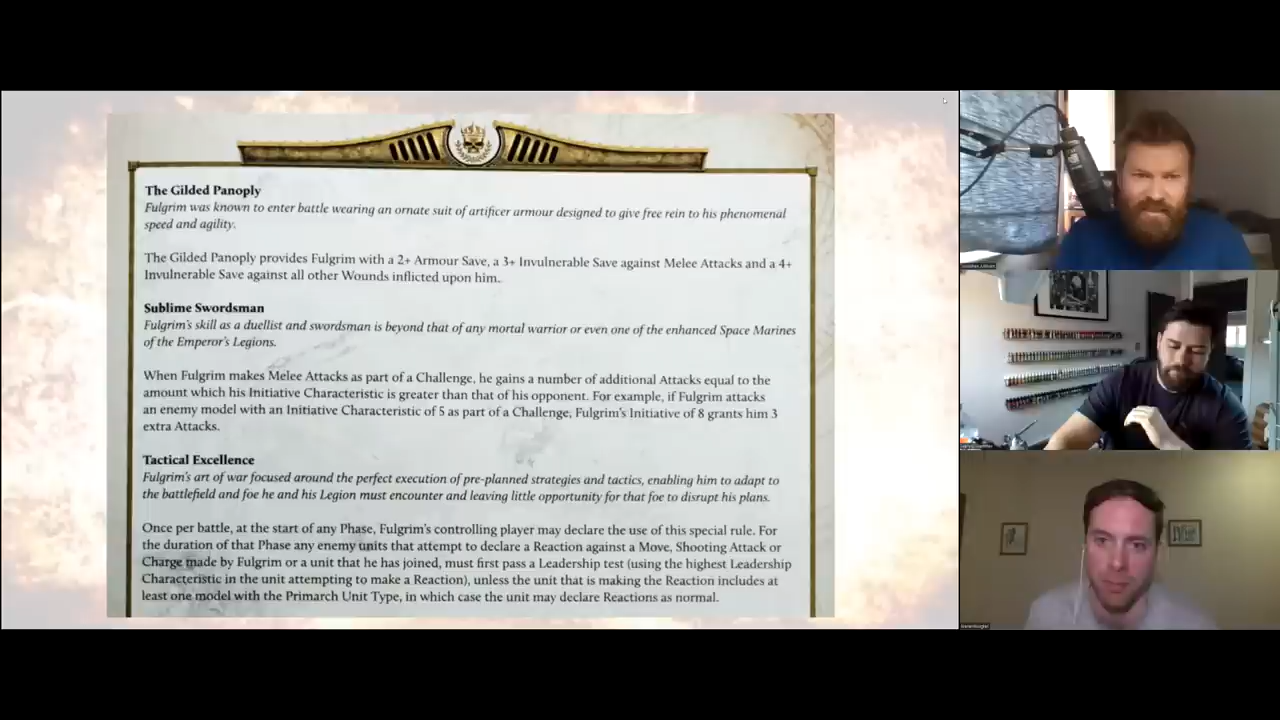 The Gilded Panoply
Fulgrim was known to enter battle wearing an ornate suit of artificer armour designed to give free rein to his phenomenal
speed and agility.
The Gilded Panoply provides Fulgrim with a 2+ Armour Save, a 3+ Invulnerable Save against Melee Attacks and a 4+
Invulnerable Save against all other Wounds inflicted upon him.
Sublime Swordsman
Fulgrim's skill as a duellist and swordsman is beyond that of any mortal warrior or even one of the enhanced Space Marines
of the Emperor's Legions.
When Fulgrim makes Melee Attacks as part of a Challenge, he gains a number of additional Attacks equal to the
amount which his Initiative Characteristic is greater than that of his opponent. For example, if Fulgrim attacks
an enemy model with an Initiative Characteristic of 5 as part of a Challenge, Fulgrim's Initiative of 8 grants him 3
extra Attacks.
Tactical Excellence
Fulgrim's art of war focused around the perfect execution of pre-planned strategies and tactics, enabling him to adapt to
the battlefield and foe he and his Legion must encounter and leaving little opportunity for that foe to disrupt his plans.
Once per battle, at the start of any Phase, Fulgrim's controlling player may declare the use of this special rule. For
the duration of that Phase any enemy units that attempt to declare a Reaction against a Move, Shooting Attack or
Charge made by Fulgrim or a unit that he has joined, must first pass a Leadership test (using the highest Leadership
Characteristic in the unit attempting to make a Reaction), unless the unit that is making the Reaction includes at
least one model with the Primarch Unit Type, in which case the unit may declare Reactions as normal.